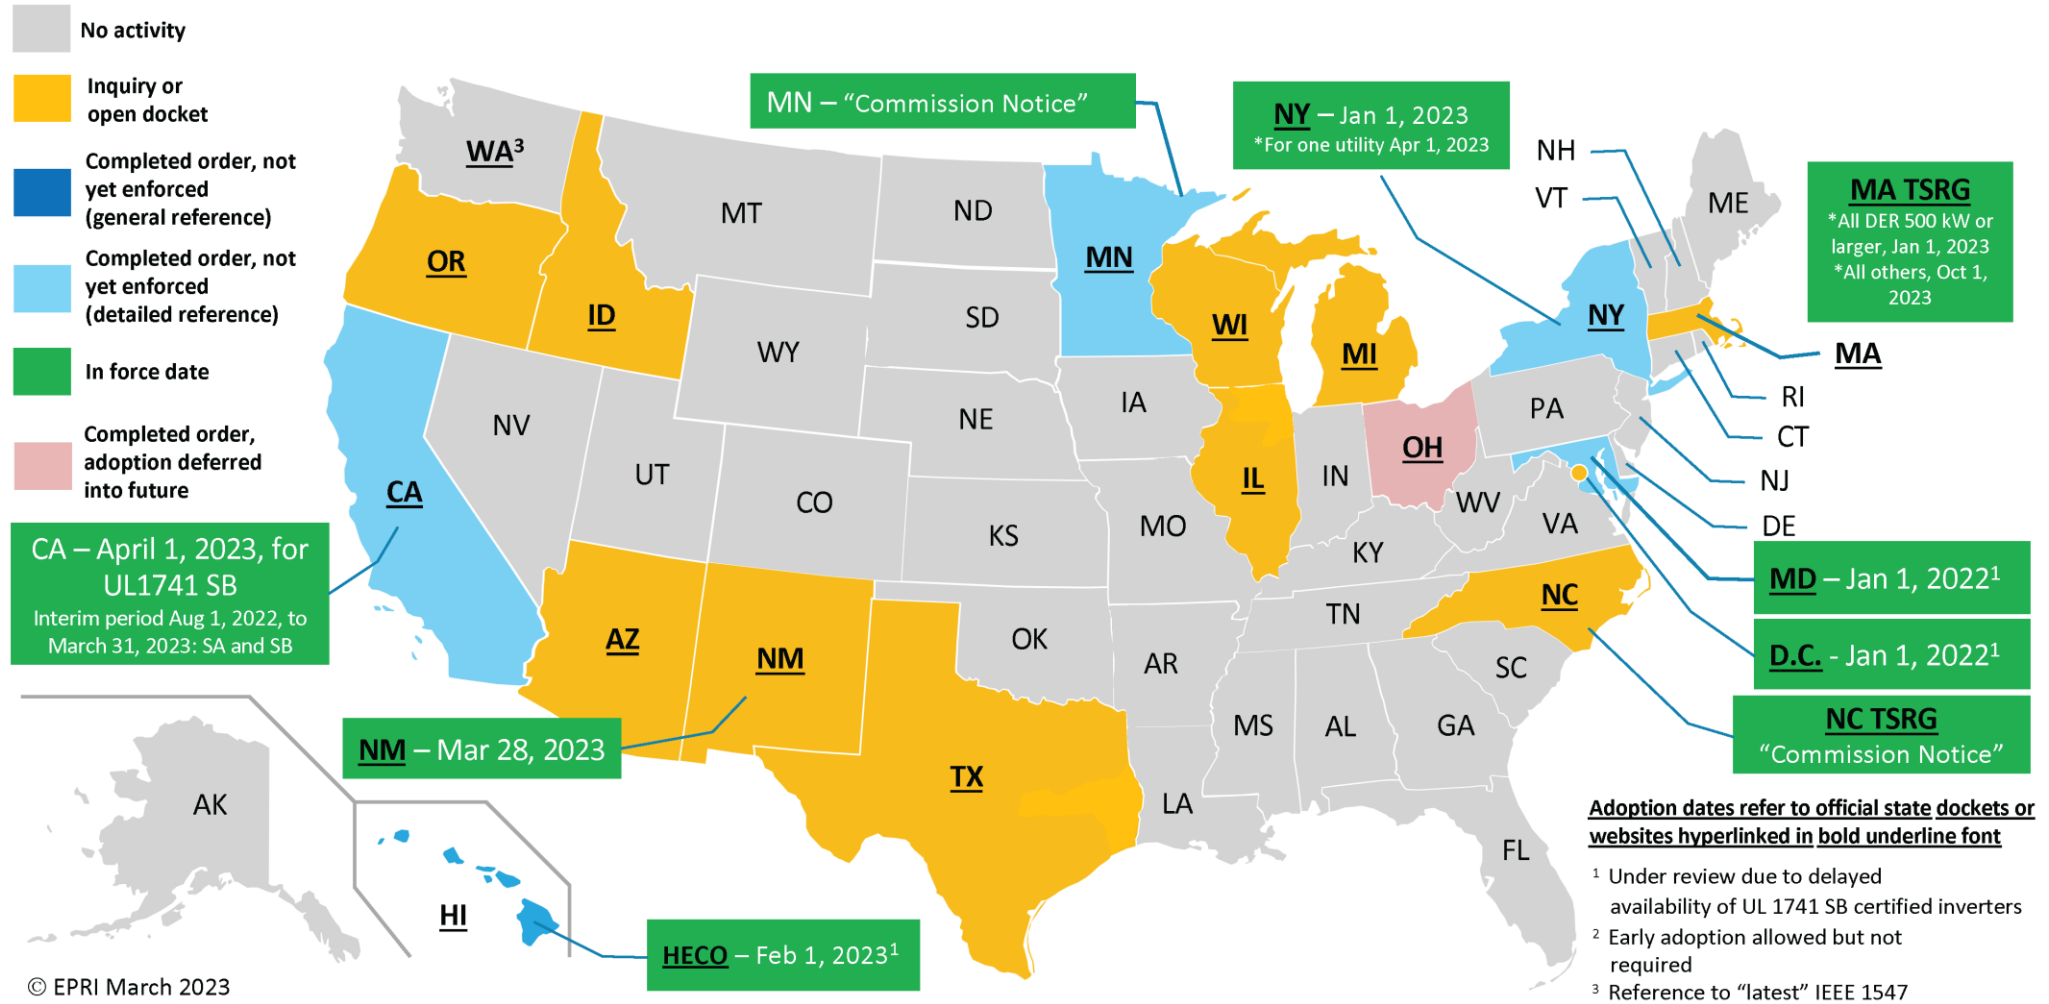 No activity
Inquiry or
open docket
Completed order, not
yet enforced
(general reference)
Completed order, not
yet enforced
(detailed reference)
In force date
Completed order,
adoption deferred
into future
MN – “Commission Notice”
NY – Jan 1, 2023
*For one utility Apr 1, 2023
MA TSRG
*All DER 500 kW or
larger, Jan 1, 2023
*All others, Oct 1,
2023
CA – April 1, 2023, for
UL1741 SB
Interim period Aug 1, 2022, to
March 31, 2023: SA and SB
NM – Mar 28, 2023
HECO – Feb 1, 2023¹
MD – Jan 1, 2022¹
D.C. - Jan 1, 2022¹
NC TSRG
“Commission Notice”
WA³
OR
ID
MT
ND
MN
SD
WY
WI
MI
NY
NH
VT
ME
MA
RI
CT
NJ
DE
PA
CA
NV
UT
CO
NE
IA
IL
IN
OH
WV
VA
KS
MO
KY
NC
TN
SC
AZ
NM
OK
AR
TX
LA
MS
AL
GA
FL
AK
HI
Adoption dates refer to official state dockets or
websites hyperlinked in bold underline font
¹ Under review due to delayed
availability of UL 1741 SB certified inverters
² Early adoption allowed but not
required
³ Reference to “latest” IEEE 1547
© EPRI March 2023